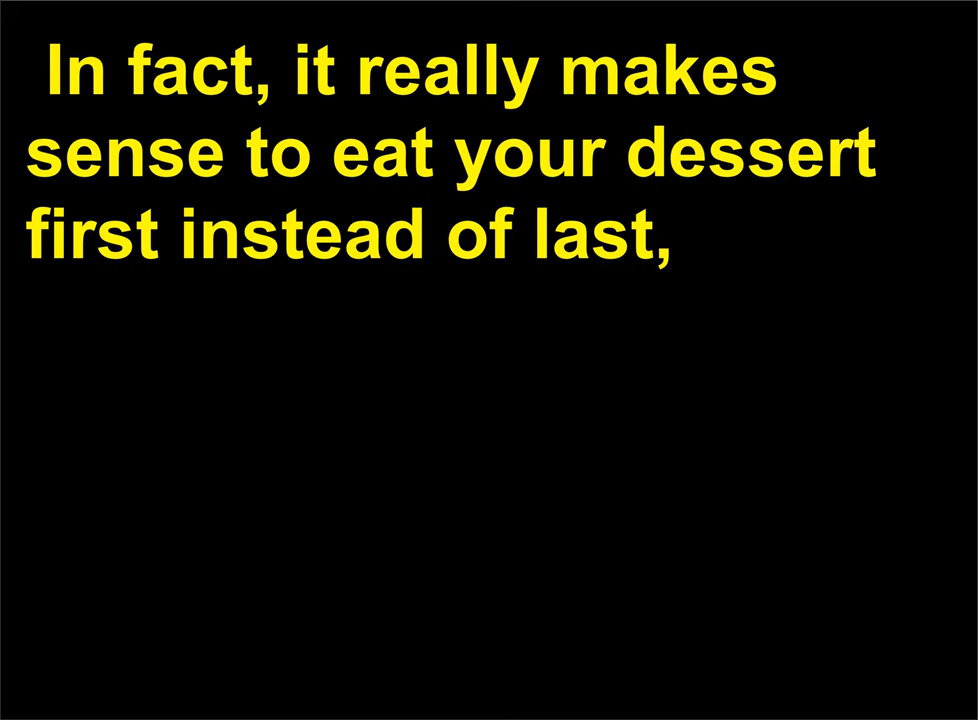 In fact, it really makes
sense to eat your dessert
first instead of last,